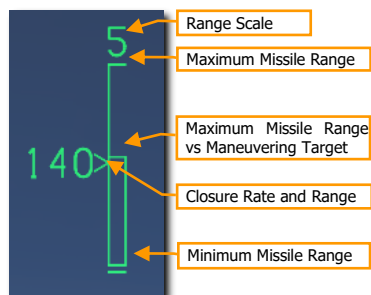 Range Scale
5
Maximum Missile Range
Maximum Missile Range
vs Maneuvering Target
140
Closure Rate and Range
Minimum Missile Range